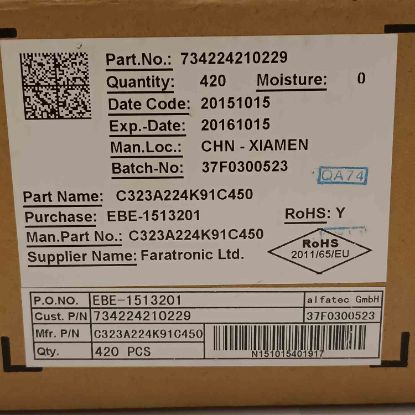 Part.No.: 734224210229
Quantity: 420 Moisture: 0
Date Code: 20151015
Exp.-Date: 20161015
Man.Loc.: CHN - XIAMEN
Batch-No: 37F0300523
QA74
Part Name: C323A224K91C450
Purchase: EBE-1513201 RoHS: Y
Man.Part No.: C323A224K91C450
Supplier Name: Faratronic Ltd.
RoHS
2011/65/EU
P.O.NO. EBE-1513201 alfatec GmbH
Cust. P/N 734224210229 37F0300523
Mfr. P/N C323A224K91C450
Qty. 420 PCS N151015401917